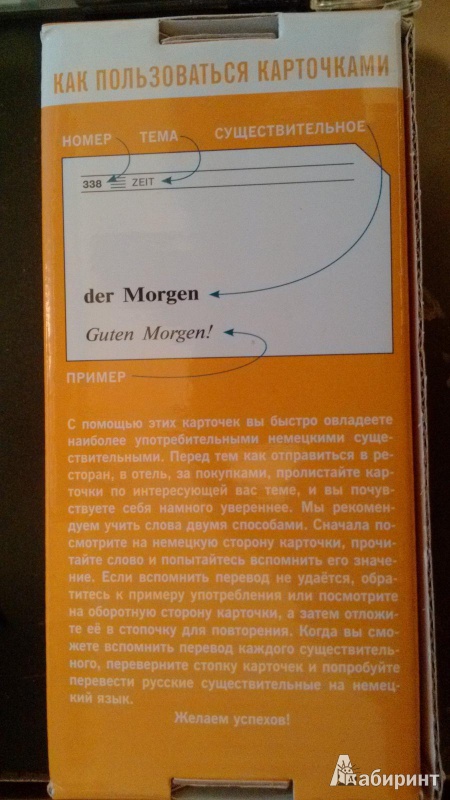 КАК ПОЛЬЗОВАТЬСЯ КАРТОЧКАМИ
НОМЕР ТЕМА СУЩЕСТВИТЕЛЬНОЕ
338 ZEIT
der Morgen
Guten Morgen!
ПРИМЕР
С помощью этих карточек вы быстро овладеете
наиболее употребительными немецкими суще-
ствительными. Перед тем как отправиться в ре-
сторан, в отель, за покупками, пролистайте кар-
точки по интересующей вас теме, и вы почув-
ствуете себя намного увереннее. Мы рекомен-
дуем учить слова двумя способами. Сначала по-
смотрите на немецкую сторону карточки, прочи-
тайте слово и попытайтесь вспомнить его значе-
ние. Если вспомнить перевод не удаётся, обра-
титесь к примеру употребления или посмотрите
на оборотную сторону карточки, а затем отложи-
те её в стопочку для повторения. Когда вы смо-
жете вспомнить перевод каждого существитель-
ного, переверните стопку карточек и попробуйте
перевести русские существительные на немец-
кий язык.
Желаем успехов!
Лабиринт